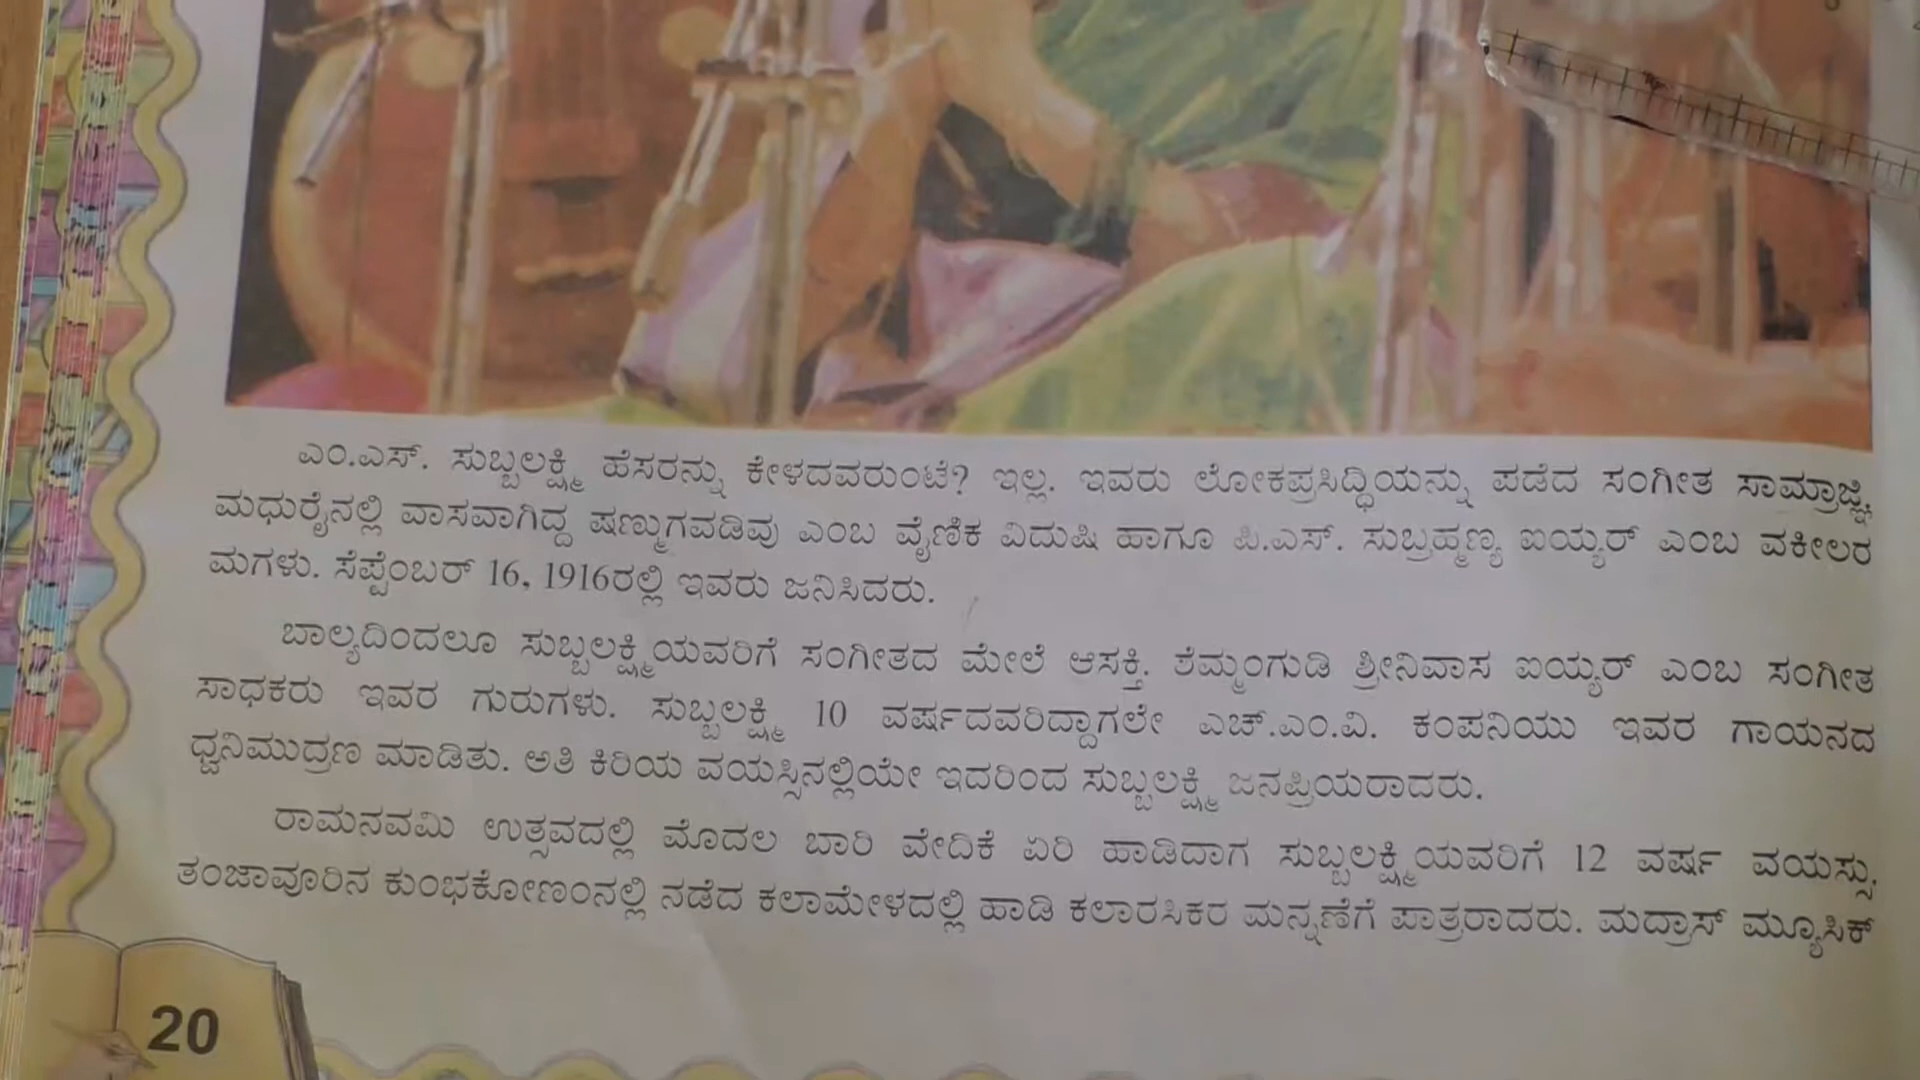 ಎಂ.ಎಸ್. ಸುಬ್ಬಲಕ್ಷ್ಮಿ ಹೆಸರನ್ನು ಕೇಳದವರುಂಟೆ? ಇಲ್ಲ. ಇವರು ಲೋಕಪ್ರಸಿದ್ಧಿಯನ್ನು ಪಡೆದ ಸಂಗೀತ ಸಾಮ್ರಾಜ್ಞಿ.
ಮಧುರೈನಲ್ಲಿ ವಾಸವಾಗಿದ್ದ ಷಣ್ಮುಗವಡಿವು ಎಂಬ ವೈಣಿಕ ವಿದುಷಿ ಹಾಗೂ ಪಿ.ಎಸ್. ಸುಬ್ರಹ್ಮಣ್ಯ ಐಯ್ಯರ್ ಎಂಬ ವಕೀಲರ
ಮಗಳು. ಸೆಪ್ಟೆಂಬರ್ 16, 1916ರಲ್ಲಿ ಇವರು ಜನಿಸಿದರು.
ಬಾಲ್ಯದಿಂದಲೂ ಸುಬ್ಬಲಕ್ಷ್ಮಿಯವರಿಗೆ ಸಂಗೀತದ ಮೇಲೆ ಆಸಕ್ತಿ. ಶೆಮ್ಮಂಗುಡಿ ಶ್ರೀನಿವಾಸ ಐಯ್ಯರ್ ಎಂಬ ಸಂಗೀತ
ಸಾಧಕರು ಇವರ ಗುರುಗಳು. ಸುಬ್ಬಲಕ್ಷ್ಮಿ 10 ವರ್ಷದವರಿದ್ದಾಗಲೇ ಎಚ್.ಎಂ.ವಿ. ಕಂಪನಿಯು ಇವರ ಗಾಯನದ
ಧ್ವನಿಮುದ್ರಣ ಮಾಡಿತು. ಅತಿ ಕಿರಿಯ ವಯಸ್ಸಿನಲ್ಲಿಯೇ ಇದರಿಂದ ಸುಬ್ಬಲಕ್ಷ್ಮಿ ಜನಪ್ರಿಯರಾದರು.
ರಾಮನವಮಿ ಉತ್ಸವದಲ್ಲಿ ಮೊದಲ ಬಾರಿ ವೇದಿಕೆ ಏರಿ ಹಾಡಿದಾಗ ಸುಬ್ಬಲಕ್ಷ್ಮಿಯವರಿಗೆ 12 ವರ್ಷ ವಯಸ್ಸು.
ತಂಜಾವೂರಿನ ಕುಂಭಕೋಣಂನಲ್ಲಿ ನಡೆದ ಕಲಾಮೇಳದಲ್ಲಿ ಹಾಡಿ ಕಲಾರಸಿಕರ ಮನ್ನಣೆಗೆ ಪಾತ್ರರಾದರು. ಮದ್ರಾಸ್ ಮ್ಯೂಸಿಕ್
20